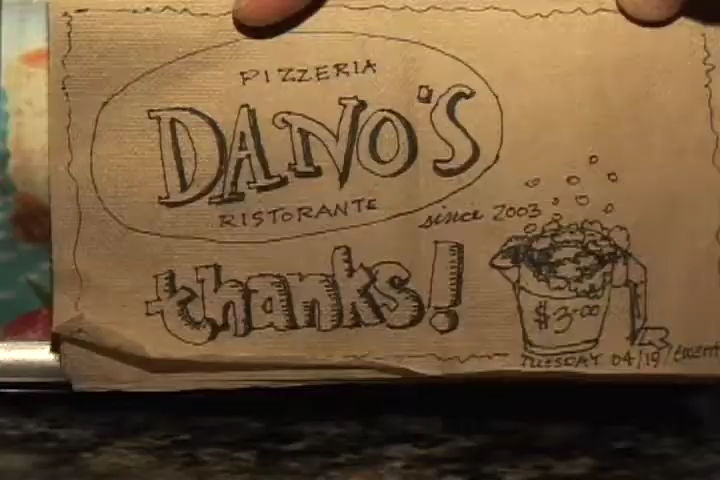 PIZZERIA
DANO'S
RISTORANTE
since 2003
thanks!
$3.00
TUESDAY 04/19/